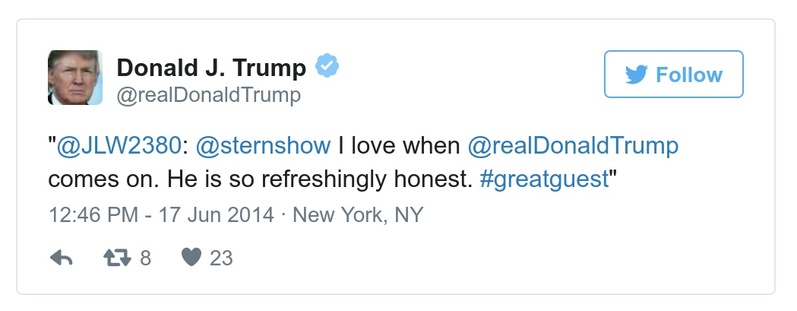 Donald J. Trump
@realDonaldTrump
Follow
"@JLW2380: @sternshow I love when @realDonaldTrump
comes on. He is so refreshingly honest. #greatguest"
12:46 PM - 17 Jun 2014 · New York, NY
8 23